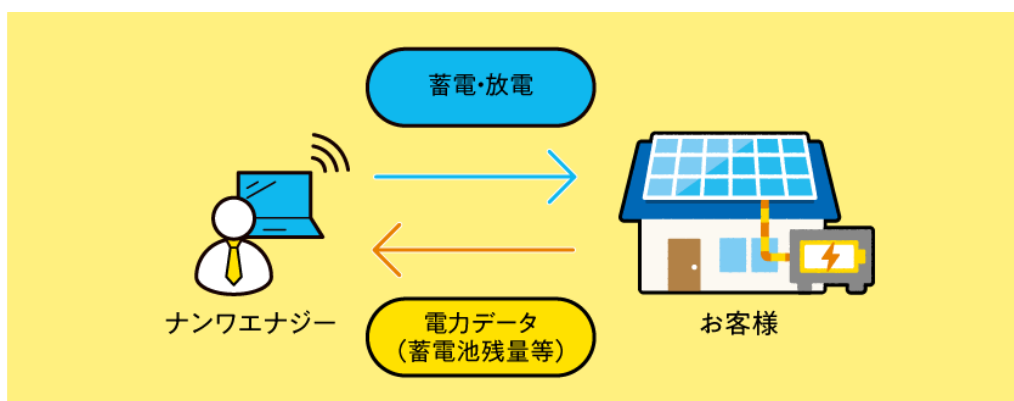 蓄電・放電
ナンワエナジー
電力データ
（蓄電池残量等）
お客様